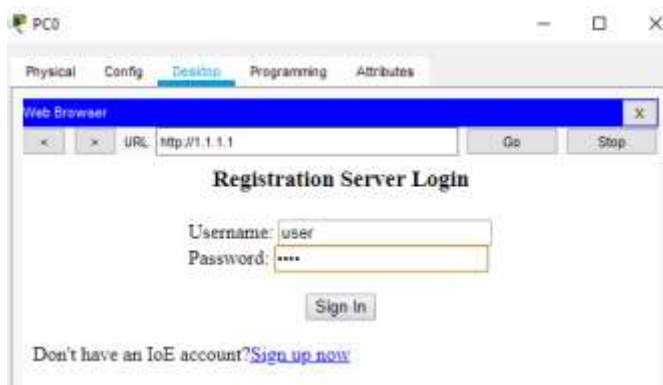 PC0
Physical Config Desktop Programming Attributes
Web Browser X
< > URL http://1.1.1.1 Go Stop
Registration Server Login
Username: user
Password: ••••
Sign In
Don't have an IoE account?Sign up now